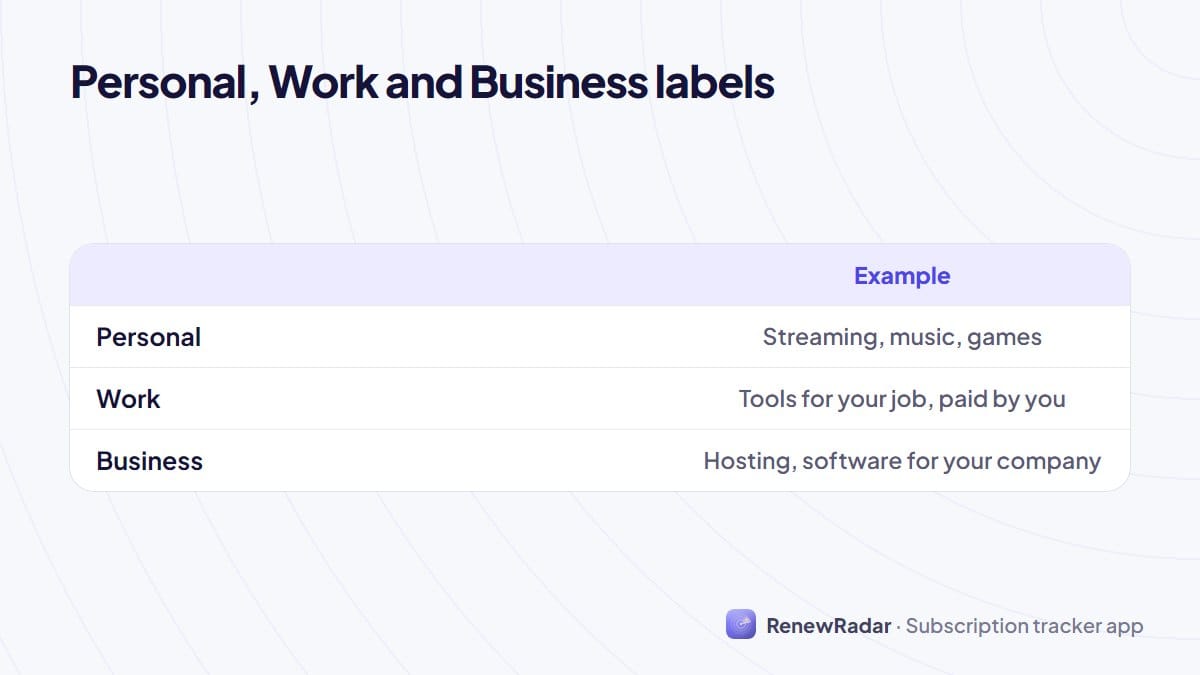 Personal, Work and Business labels
Example
Personal Streaming, music, games
Work Tools for your job, paid by you
Business Hosting, software for your company
RenewRadar · Subscription tracker app